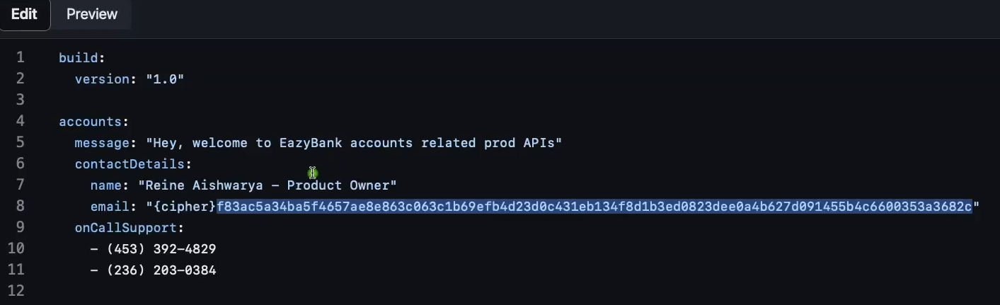 Edit Preview
1 build:
2   version: "1.0"
3
4 accounts:
5   message: "Hey, welcome to EazyBank accounts related prod APIs"
6   contactDetails:
7     name: "Reine Aishwarya – Product Owner"
8     email: "{cipher}f83ac5a34ba5f4657ae8e863c063c1b69efb4d23d0c431eb134f8d1b3ed0823dee0a4b627d091455b4c6600353a3682c"
9   onCallSupport:
10     – (453) 392–4829
11     – (236) 203–0384
12